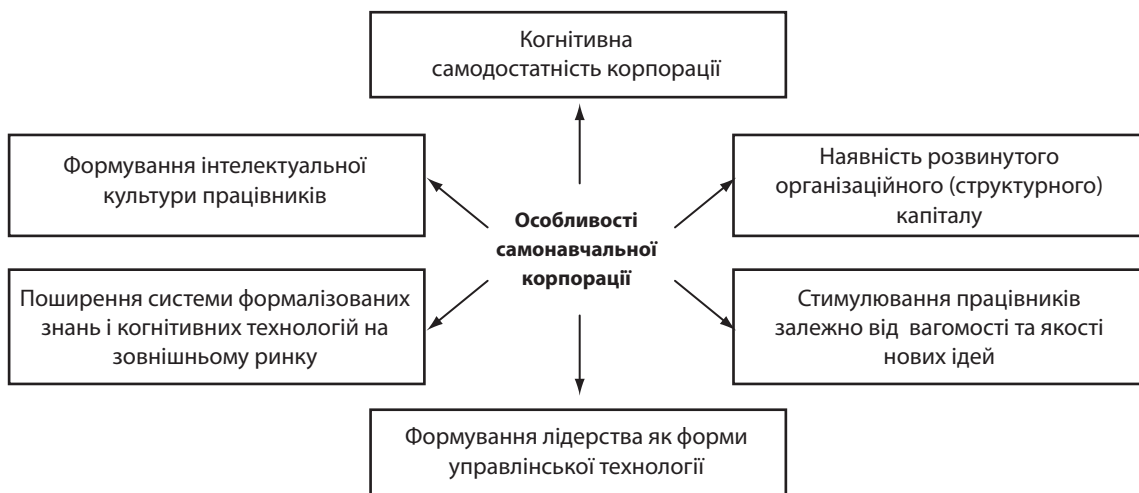 Когнітивна
самодостатність корпорації
Формування інтелектуальної
культури працівників
Наявність розвинутого
організаційного (структурного)
капіталу
Особливості
самонавчальної
корпорації
Поширення системи формалізованих
знань і когнітивних технологій на
зовнішньому ринку
Стимулювання працівників
залежно від вагомості та якості
нових ідей
Формування лідерства як форми
управлінської технології